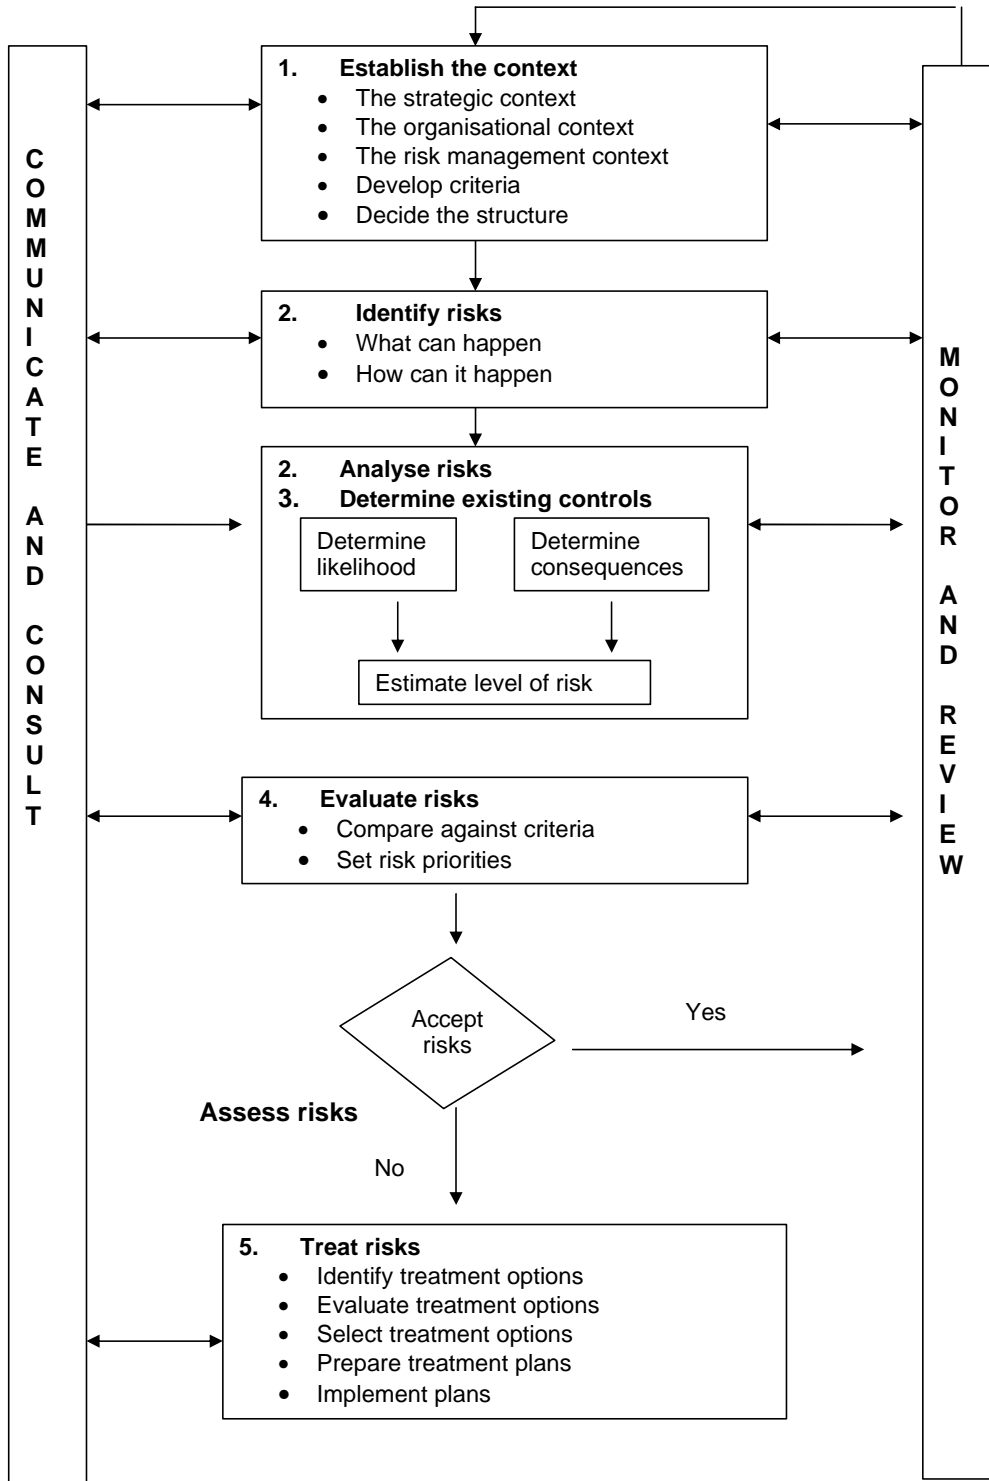 COMMUNICATE AND CONSULT
1. Establish the context
• The strategic context
• The organisational context
• The risk management context
• Develop criteria
• Decide the structure
2. Identify risks
• What can happen
• How can it happen
2. Analyse risks
3. Determine existing controls
Determine
likelihood
Determine
consequences
Estimate level of risk
4. Evaluate risks
• Compare against criteria
• Set risk priorities
Accept
risks
Yes
Assess risks
No
5. Treat risks
• Identify treatment options
• Evaluate treatment options
• Select treatment options
• Prepare treatment plans
• Implement plans
MONITOR AND REVIEW